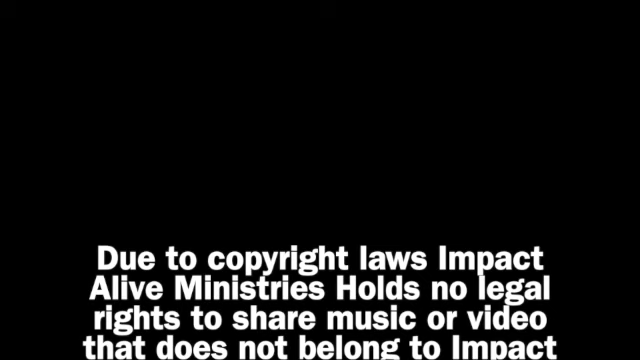 Due to copyright laws Impact
Alive Ministries Holds no legal
rights to share music or video
that does not belong to Impact